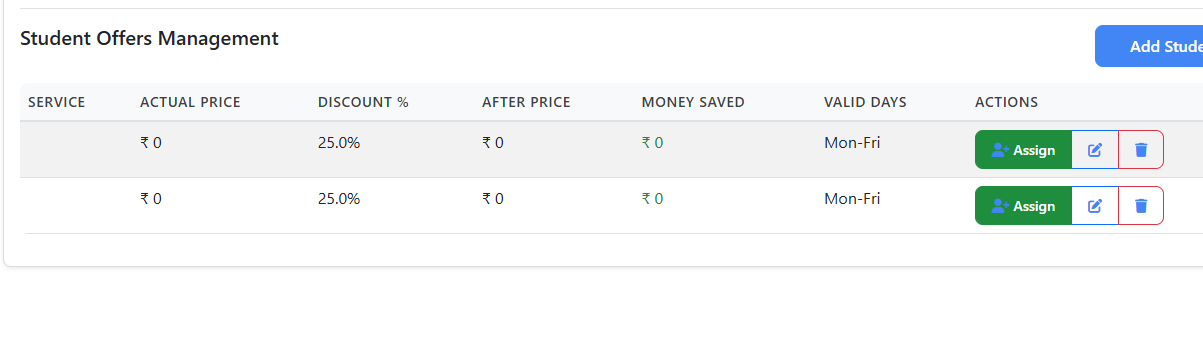 Student Offers Management
Add Stude
SERVICE ACTUAL PRICE DISCOUNT % AFTER PRICE MONEY SAVED VALID DAYS ACTIONS
₹ 0 25.0% ₹ 0 ₹ 0 Mon-Fri Assign
₹ 0 25.0% ₹ 0 ₹ 0 Mon-Fri Assign